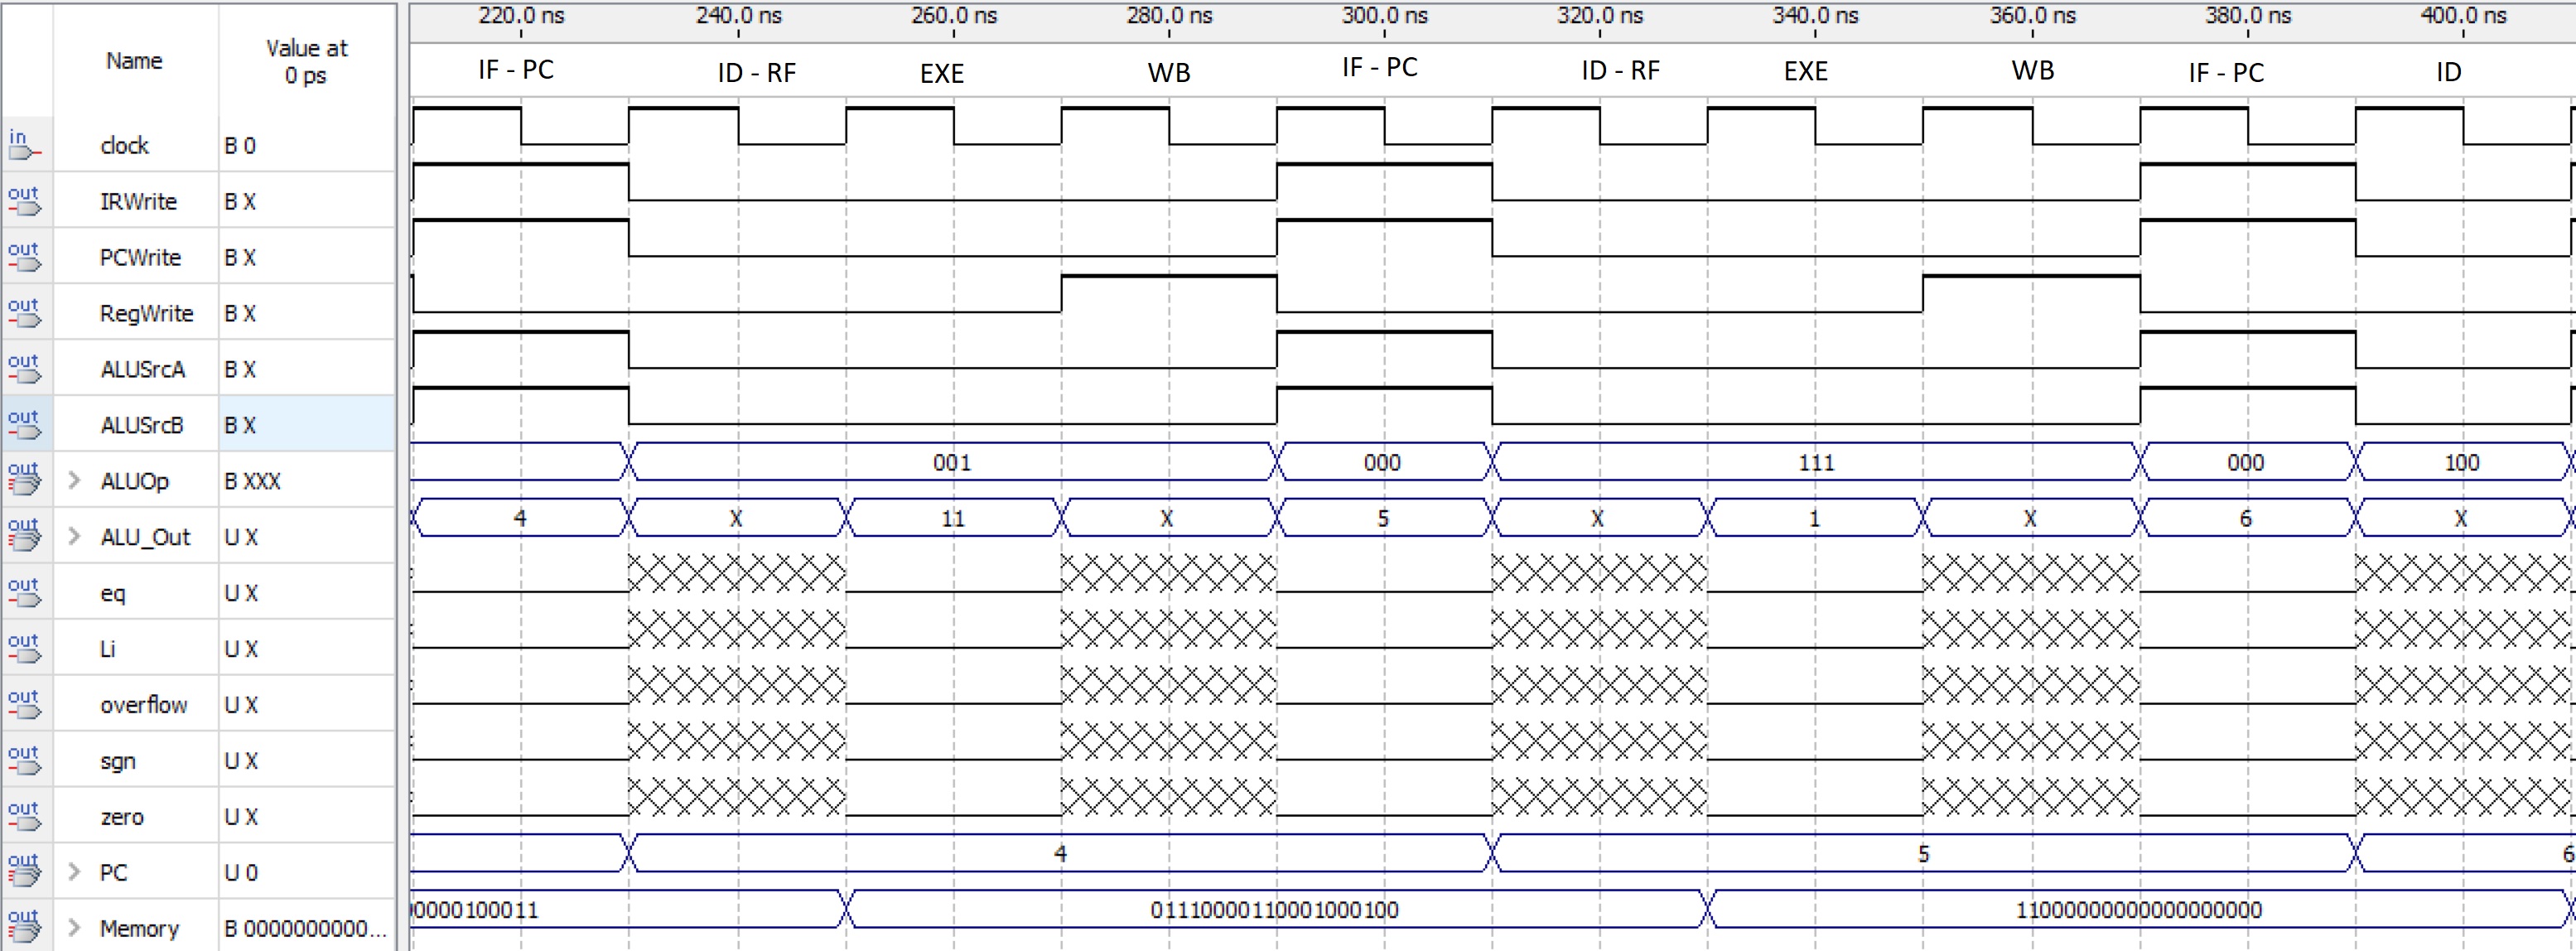 220.0 ns 240.0 ns 260.0 ns 280.0 ns 300.0 ns 320.0 ns 340.0 ns 360.0 ns 380.0 ns 400.0 ns
Name Value at
0 ps
IF - PC ID - RF EXE WB IF - PC ID - RF EXE WB IF - PC ID
in clock B 0
out IRWrite B X
out PCWrite B X
out RegWrite B X
out ALUSrcA B X
out ALUSrcB B X
out > ALUOp B XXX 001 000 111 000 100
out > ALU_Out U X 4 X 11 X 5 X 1 X 6 X
out eq U X
out Li U X
out overflow U X
out sgn U X
out zero U X
out > PC U 0 4 5 6
out > Memory B 0000000000... 0000100011 01110000110001000100 11000000000000000000